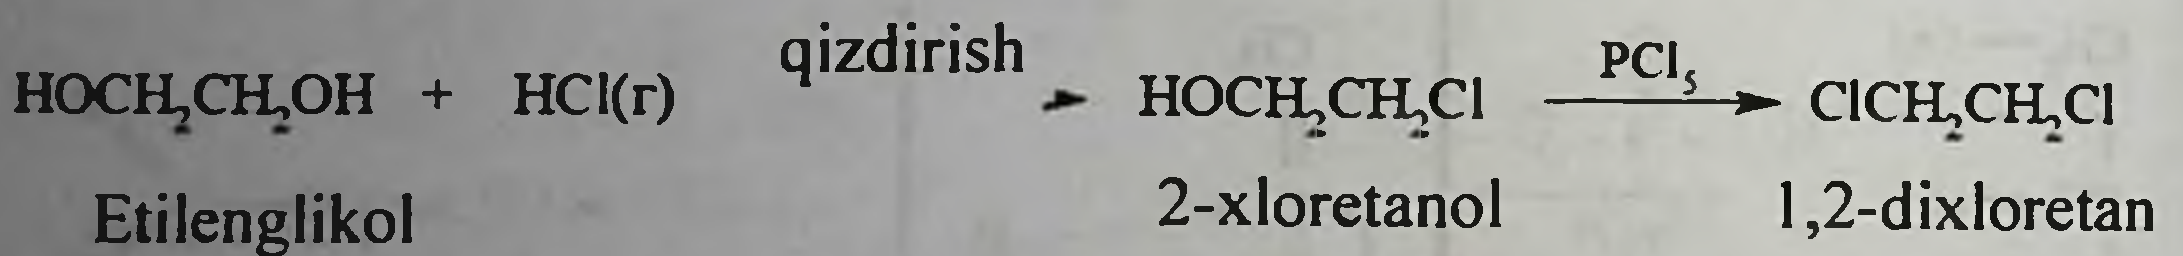 HOCH₂CH₂OH + HCl(r) qizdirish → HOCH₂CH₂Cl PCl₅ → ClCH₂CH₂Cl
Etilenglikol 2-xloretanol 1,2-dixloretan